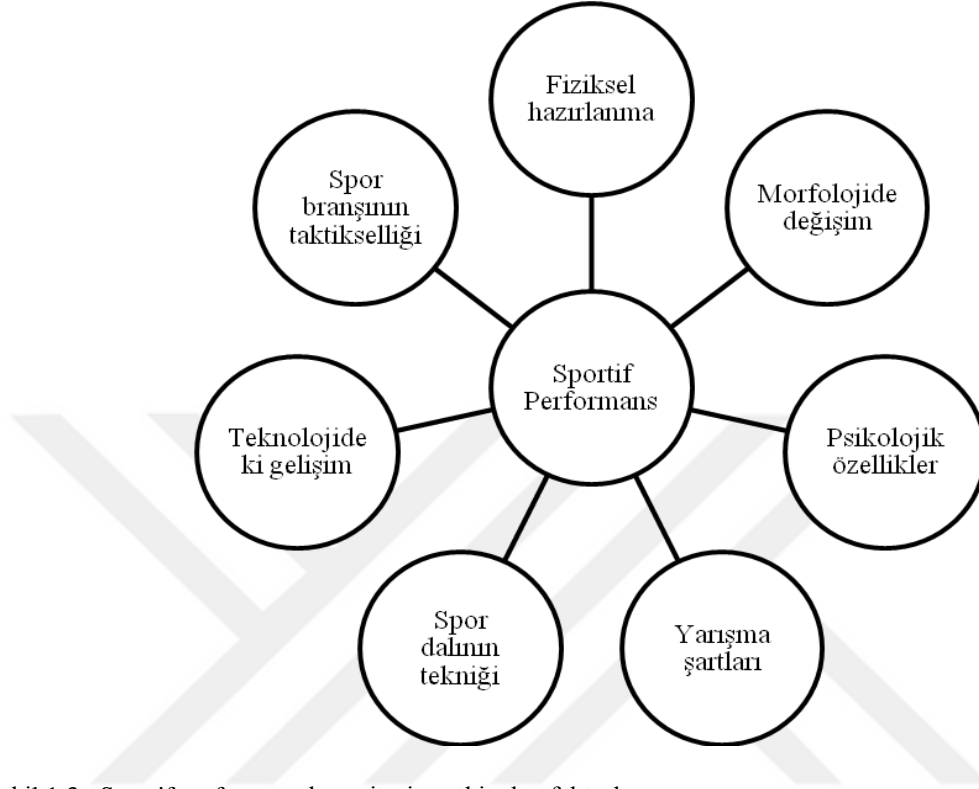 Fiziksel
hazırlanma
Spor
branşının
taktikselliği
Morfolojide
değişim
Sportif
Performans
Teknolojide
ki gelişim
Psikolojik
özellikler
Spor
dalının
tekniği
Yarışma
şartları